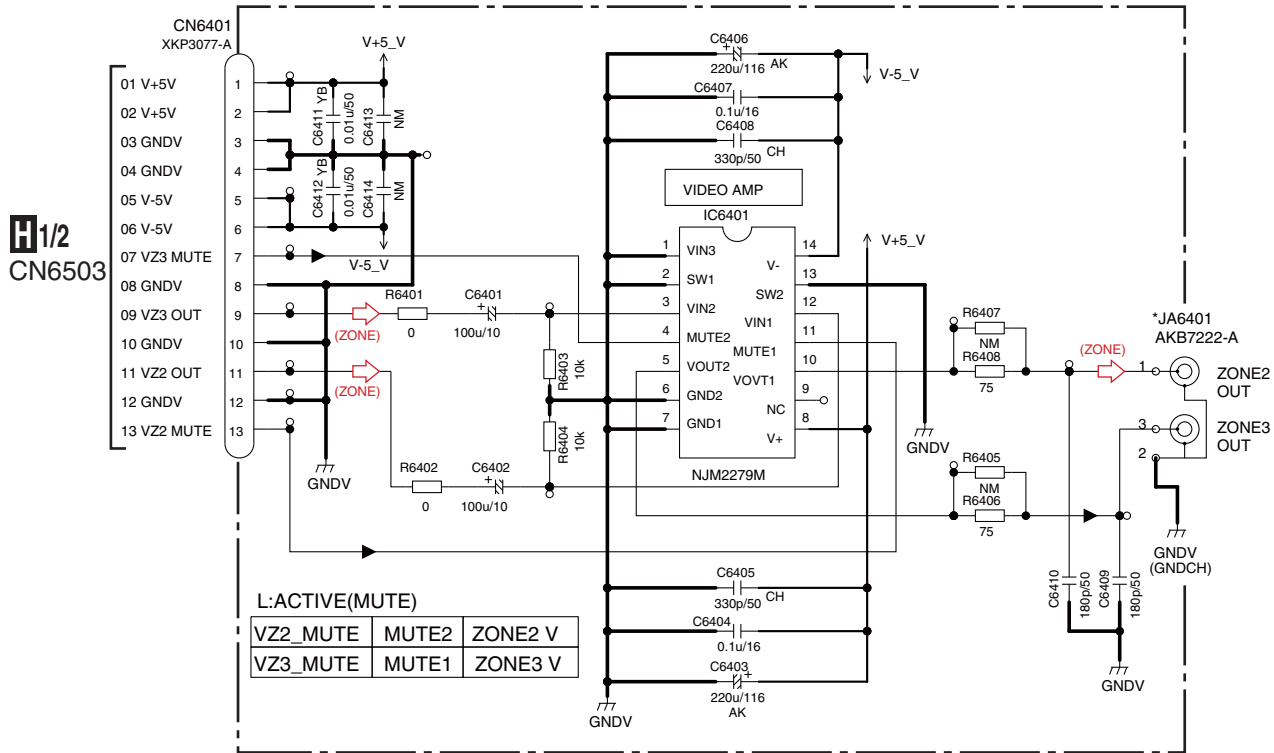 CN6401
XKP3077-A
V+5_V
01 V+5V
02 V+5V
03 GNDV
04 GNDV
05 V-5V
06 V-5V
07 VZ3 MUTE
08 GNDV
09 VZ3 OUT
10 GNDV
11 VZ2 OUT
12 GNDV
13 VZ2 MUTE
1
2
3
4
5
6
7
8
9
10
11
12
13
H 1/2
CN6503
C6411 YB
0.01u/50
C6413
NM
C6412 YB
0.01u/50
C6414
NM
V-5_V
GNDV
(ZONE)
(ZONE)
R6401
0
C6401
+
100u/10
R6402
0
C6402
+
100u/10
R6403
10k
R6404
10k
C6406
+
220u/116
AK
C6407
0.1u/16
C6408
330p/50
CH
V-5_V
VIDEO AMP
IC6401
1 VIN3
2 SW1
3 VIN2
4 MUTE2
5 VOUT2
6 GND2
7 GND1
14 V-
13 SW2
12 VIN1
11 MUTE1
10 VOVT1
9 NC
8 V+
NJM2279M
V+5_V
GNDV
C6405
330p/50
CH
C6404
0.1u/16
C6403
+
220u/116
AK
GNDV
R6407
NM
R6408
75
R6405
NM
R6406
75
(ZONE)
*JA6401
AKB7222-A
1
ZONE2
OUT
3
ZONE3
OUT
2
GNDV
(GNDCH)
C6410
180p/50
C6409
180p/50
GNDV
L:ACTIVE(MUTE)
VZ2_MUTE MUTE2 ZONE2 V
VZ3_MUTE MUTE1 ZONE3 V